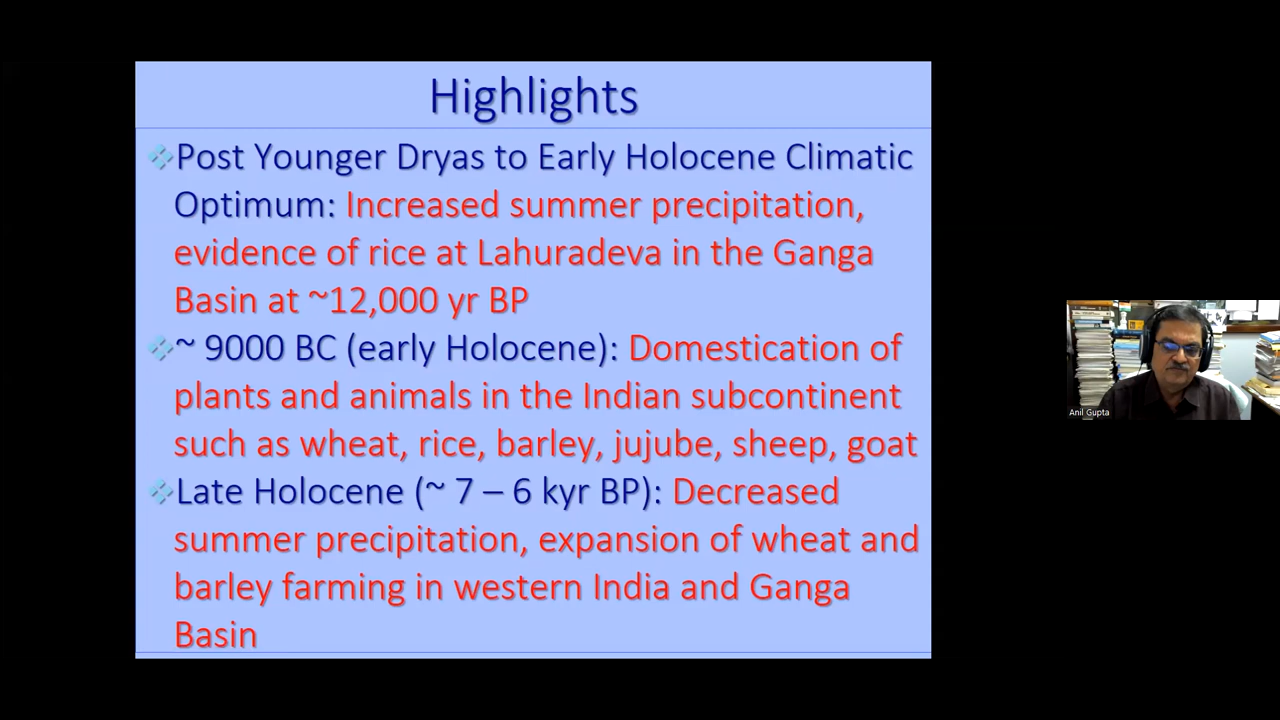 Highlights
Post Younger Dryas to Early Holocene Climatic
Optimum: Increased summer precipitation,
evidence of rice at Lahuradeva in the Ganga
Basin at ~12,000 yr BP
~ 9000 BC (early Holocene): Domestication of
plants and animals in the Indian subcontinent
such as wheat, rice, barley, jujube, sheep, goat
Late Holocene (~ 7 – 6 kyr BP): Decreased
summer precipitation, expansion of wheat and
barley farming in western India and Ganga
Basin
Anil Gupta